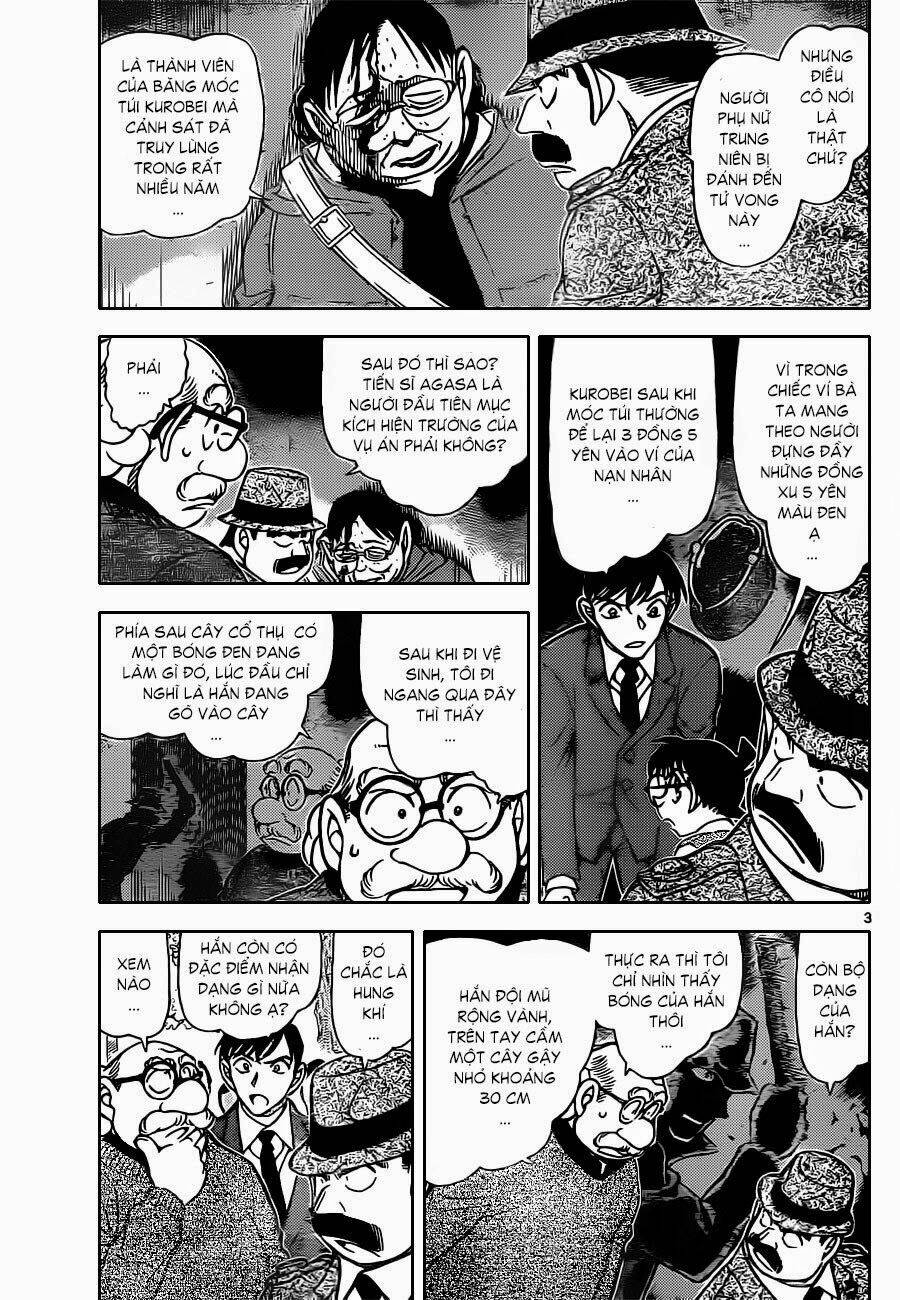 NHƯNG
ĐIỀU
CÔ NÓI
LÀ
THẬT
CHỨ?
NGƯỜI
PHỤ NỮ
TRUNG
NIÊN BỊ
ĐÁNH ĐẾN
TỬ VONG
NÀY
...
LÀ THÀNH VIÊN
CỦA BĂNG MÓC
TÚI KUROBEI MÀ
CẢNH SÁT ĐÃ
TRUY LÙNG
TRONG RẤT
NHIỀU NĂM
...
VÌ TRONG
CHIẾC VÍ BÀ
TA MANG
THEO NGƯỜI
ĐỰNG ĐẦY
NHỮNG ĐỒNG
XU 5 YÊN
MÀU ĐEN
Ạ
...
KUROBEI SAU KHI
MÓC TÚI THƯỜNG
ĐỂ LẠI 3 ĐỒNG 5
YÊN VÀO VÍ CỦA
NẠN NHÂN
...
SAU ĐÓ THÌ SAO?
TIẾN SĨ AGASA LÀ
NGƯỜI ĐẦU TIÊN MỤC
KÍCH HIỆN TRƯỜNG CỦA
VỤ ÁN PHẢI KHÔNG?
PHẢI
...
SAU KHI ĐI VỆ
SINH, TÔI ĐI
NGANG QUA ĐÂY
THÌ THẤY
...
PHÍA SAU CÂY CỔ THỤ CÓ
MỘT BÓNG ĐEN ĐANG
LÀM GÌ ĐÓ, LÚC ĐẦU CHỈ
NGHĨ LÀ HẮN ĐANG
GÕ VÀO CÂY
...
3
CÒN BỘ
DẠNG CỦA
HẮN?
THỰC RA THÌ TÔI
CHỈ NHÌN THẤY
BÓNG CỦA HẮN
THÔI
...
HẮN ĐỘI MŨ
RỘNG VÀNH,
TRÊN TAY CẦM
MỘT CÂY GẬY
NHỎ KHOẢNG
30 CM
...
ĐÓ
CHẮC LÀ
HUNG
KHÍ
HẮN CÒN CÓ
ĐẶC ĐIỂM NHẬN
DẠNG GÌ NỮA
KHÔNG Ạ?
XEM
NÀO
...